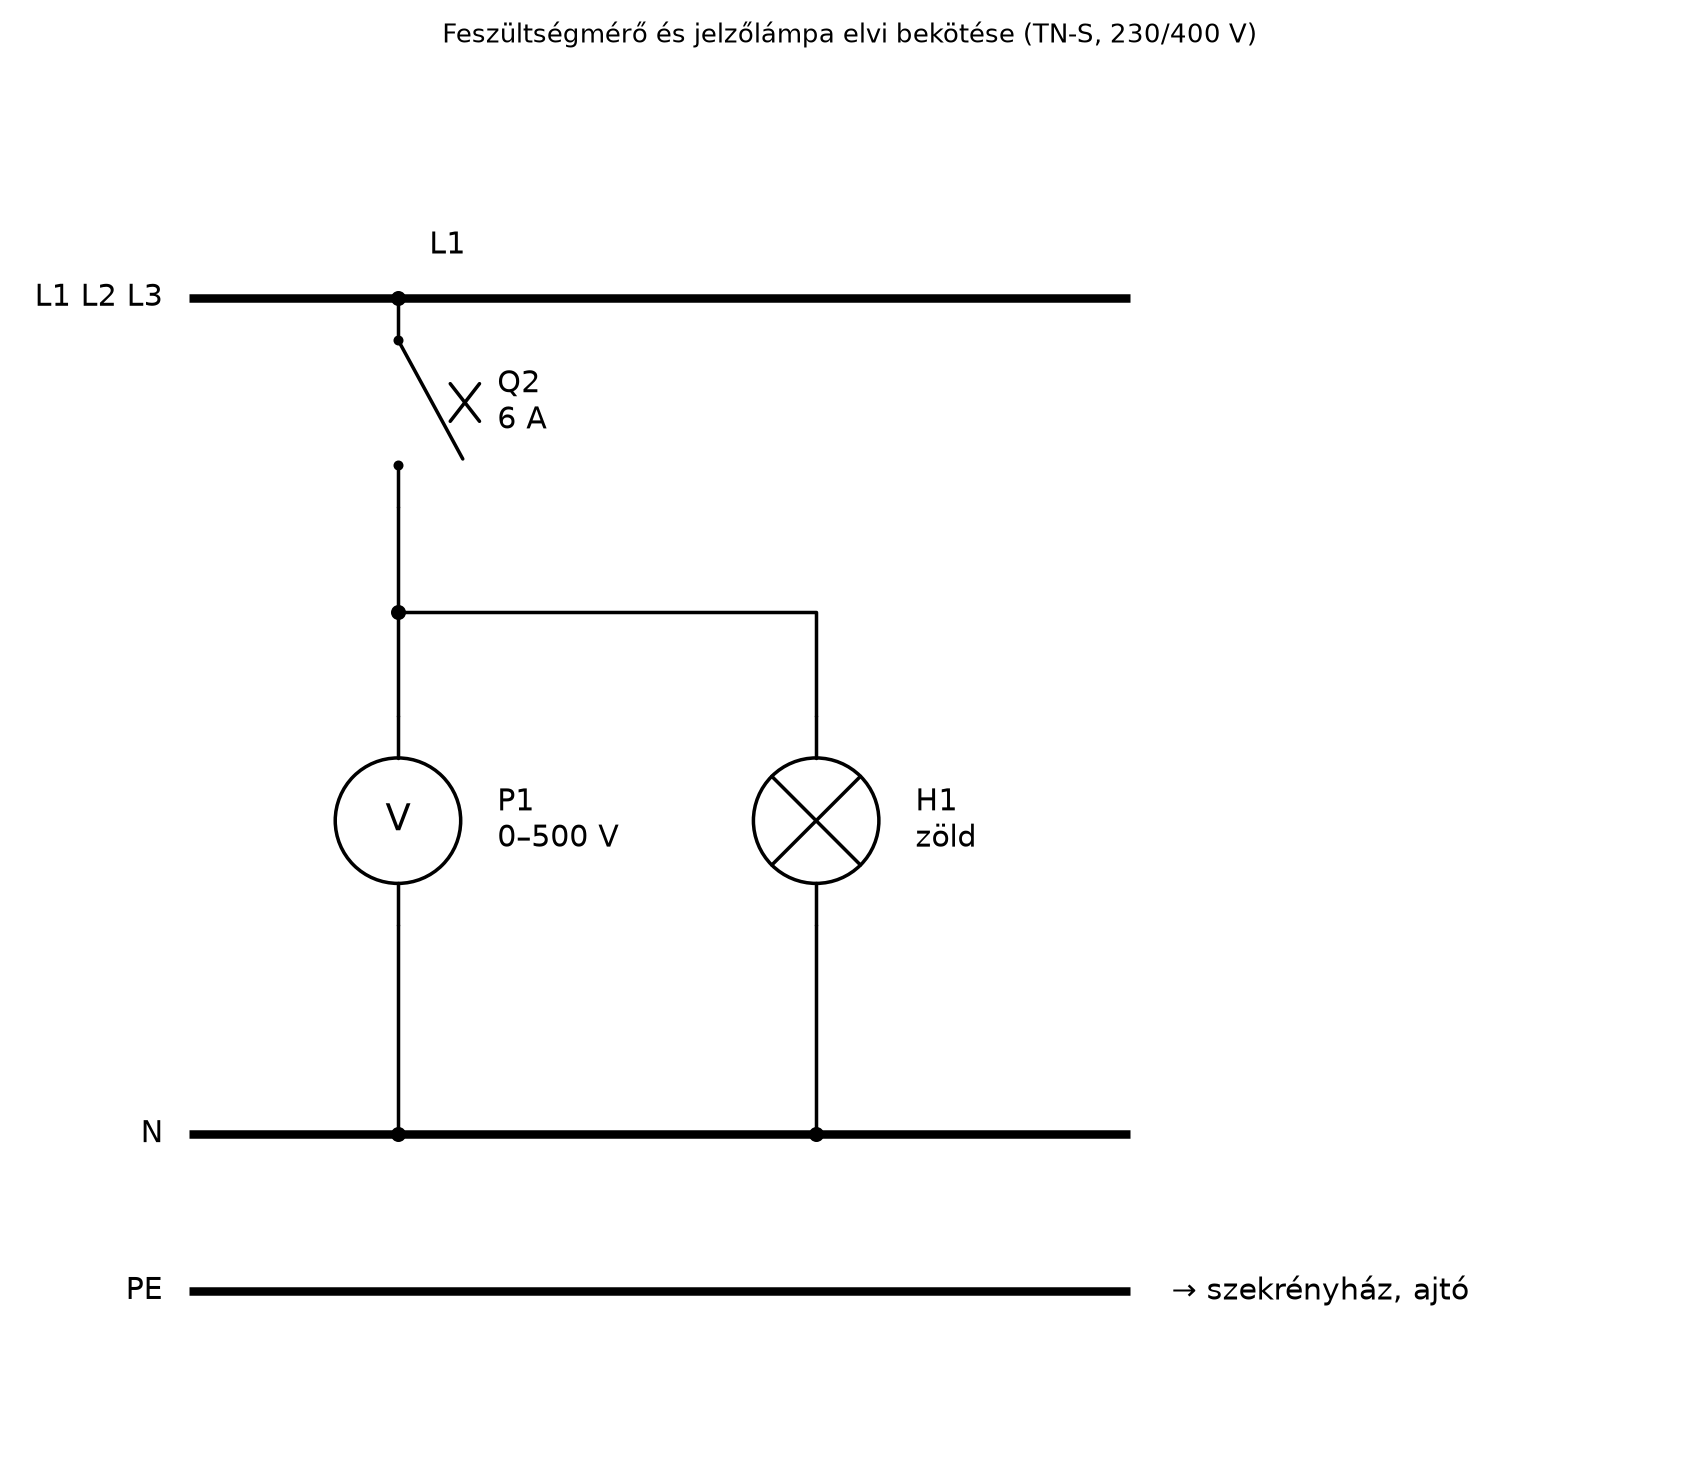 Feszültségmérő és jelzőlámpa elvi bekötése (TN-S, 230/400 V)
L1
L1 L2 L3
Q2
6 A
V
P1
0–500 V
H1
zöld
N
PE
→ szekrényház, ajtó